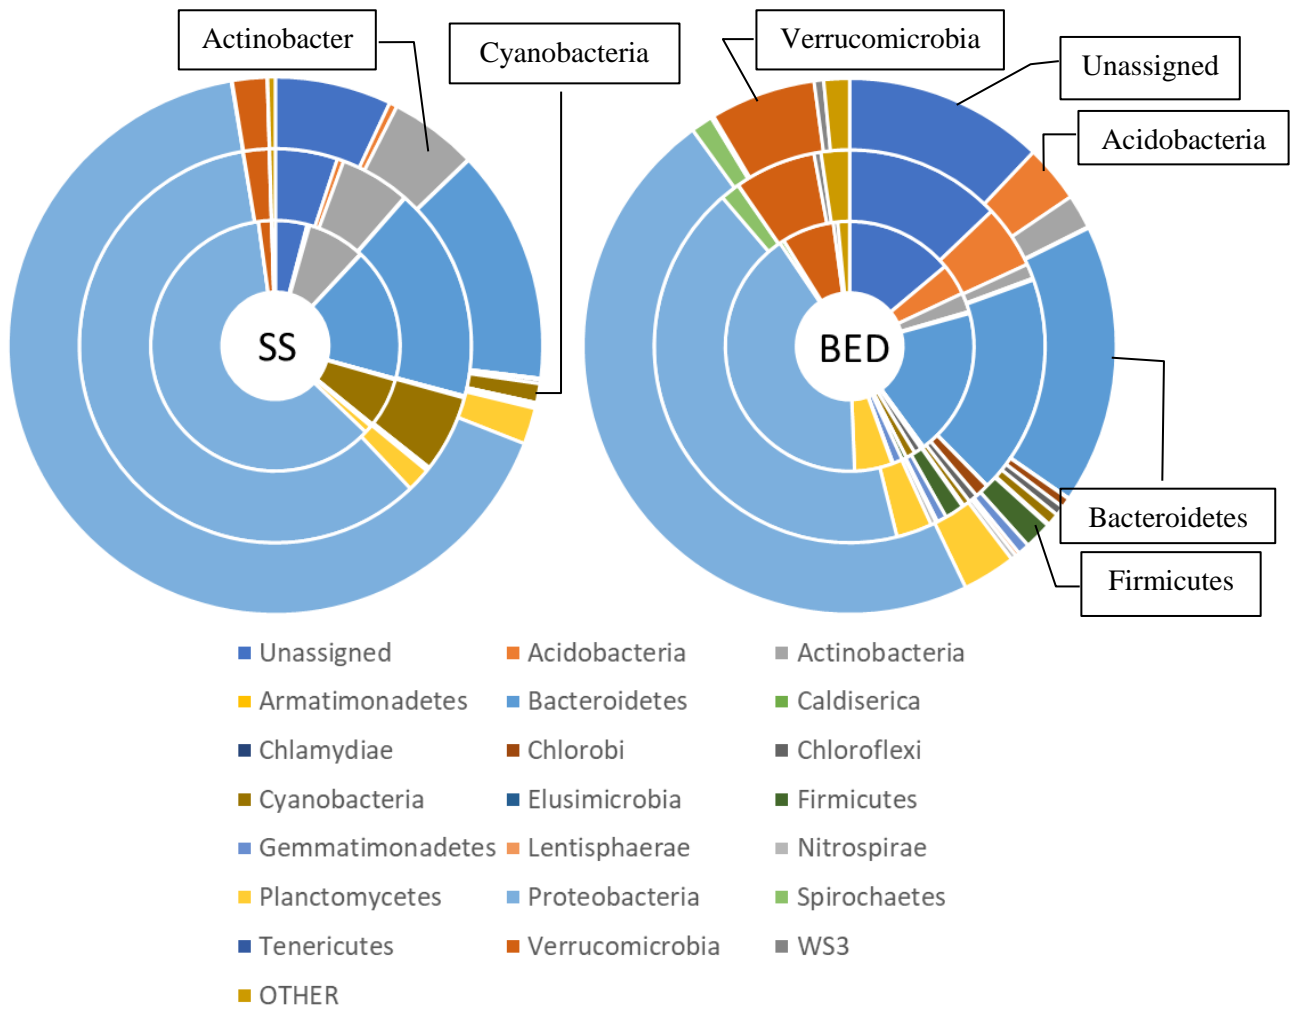 Actinobacter
Cyanobacteria
Verrucomicrobia
Unassigned
Acidobacteria
SS
BED
Bacteroidetes
Firmicutes
Unassigned Acidobacteria Actinobacteria
Armatimonadetes Bacteroidetes Caldiserica
Chlamydiae Chlorobi Chloroflexi
Cyanobacteria Elusimicrobia Firmicutes
Gemmatimonadetes Lentisphaerae Nitrospirae
Planctomycetes Proteobacteria Spirochaetes
Tenericutes Verrucomicrobia WS3
OTHER